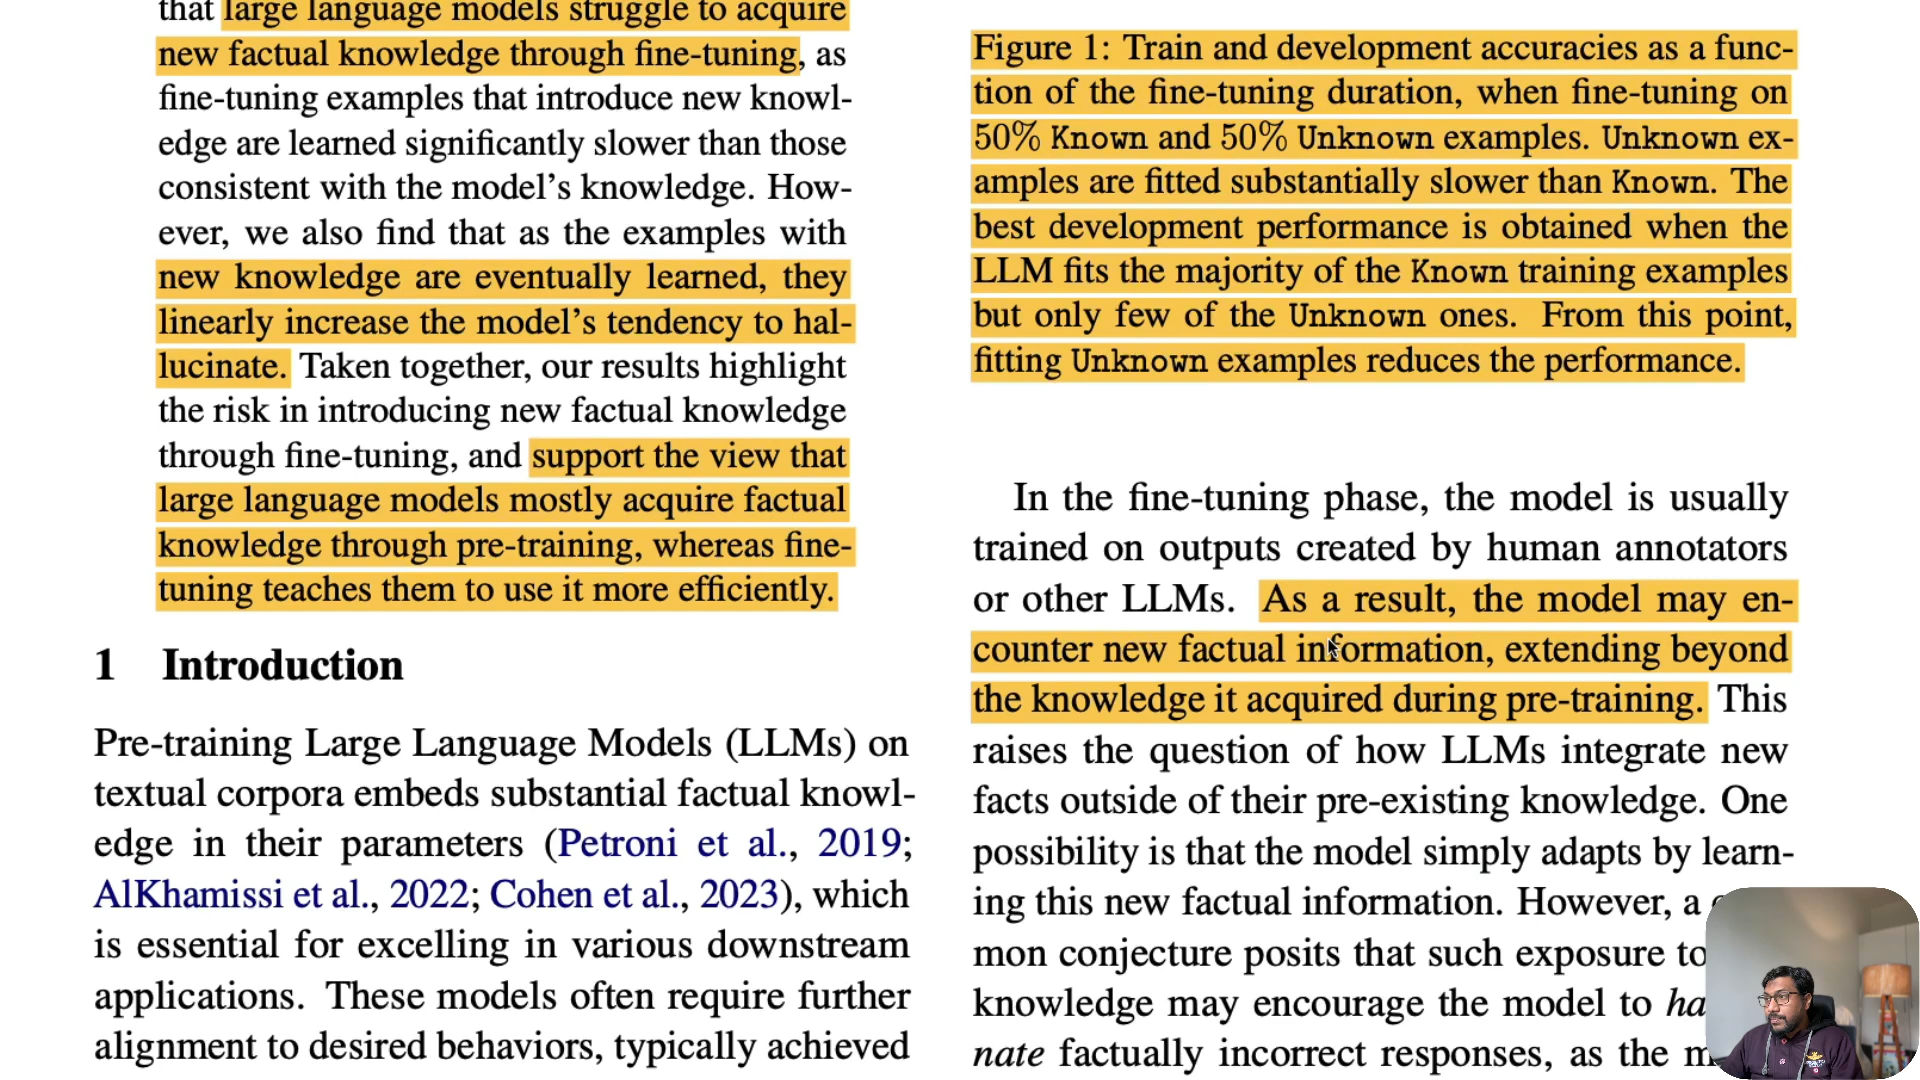 that large language models struggle to acquire
new factual knowledge through fine-tuning, as
fine-tuning examples that introduce new knowl-
edge are learned significantly slower than those
consistent with the model's knowledge. How-
ever, we also find that as the examples with
new knowledge are eventually learned, they
linearly increase the model's tendency to hal-
lucinate. Taken together, our results highlight
the risk in introducing new factual knowledge
through fine-tuning, and support the view that
large language models mostly acquire factual
knowledge through pre-training, whereas fine-
tuning teaches them to use it more efficiently.
1 Introduction
Pre-training Large Language Models (LLMs) on
textual corpora embeds substantial factual knowl-
edge in their parameters (Petroni et al., 2019;
AlKhamissi et al., 2022; Cohen et al., 2023), which
is essential for excelling in various downstream
applications. These models often require further
alignment to desired behaviors, typically achieved
Figure 1: Train and development accuracies as a func-
tion of the fine-tuning duration, when fine-tuning on
50% Known and 50% Unknown examples. Unknown ex-
amples are fitted substantially slower than Known. The
best development performance is obtained when the
LLM fits the majority of the Known training examples
but only few of the Unknown ones. From this point,
fitting Unknown examples reduces the performance.
In the fine-tuning phase, the model is usually
trained on outputs created by human annotators
or other LLMs. As a result, the model may en-
counter new factual information, extending beyond
the knowledge it acquired during pre-training. This
raises the question of how LLMs integrate new
facts outside of their pre-existing knowledge. One
possibility is that the model simply adapts by learn-
ing this new factual information. However, a
mon conjecture posits that such exposure to
knowledge may encourage the model to ha
nate factually incorrect responses, as the m